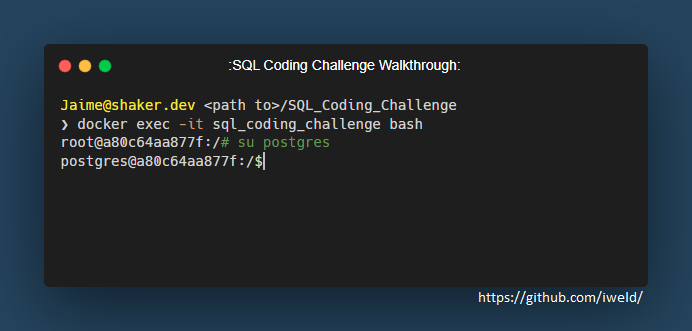 :SQL Coding Challenge Walkthrough:
Jaime@shaker.dev <path to>/SQL_Coding_Challenge
❯ docker exec -it sql_coding_challenge bash
root@a80c64aa877f:/# su postgres
postgres@a80c64aa877f:/$
https://github.com/iweld/